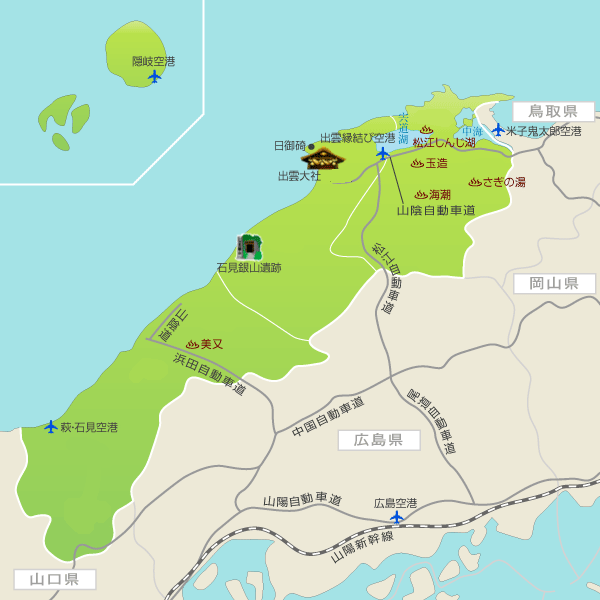 隠岐空港
宍道湖
鳥取県
出雲縁結び空港
中海
米子鬼太郎空港
日御碕
松江しんじ湖
玉造
出雲大社
さぎの湯
海潮
山陰自動車道
石見銀山遺跡
松江自動車道
岡山県
山陰道
美又
浜田自動車道
尾道自動車道
中国自動車道
萩・石見空港
広島県
山陽自動車道
広島空港
山陽新幹線
山口県